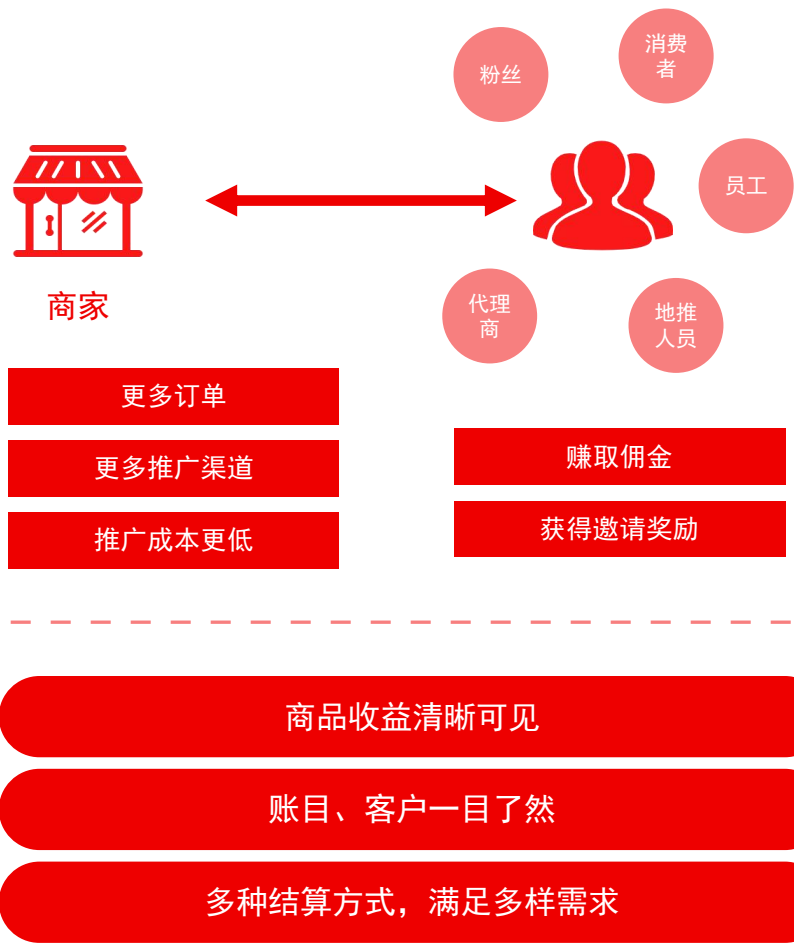 粉丝
消费
者
员工
商家
代理
商
地推
人员
更多订单
更多推广渠道
推广成本更低
赚取佣金
获得邀请奖励
商品收益清晰可见
账目、客户一目了然
多种结算方式，满足多样需求